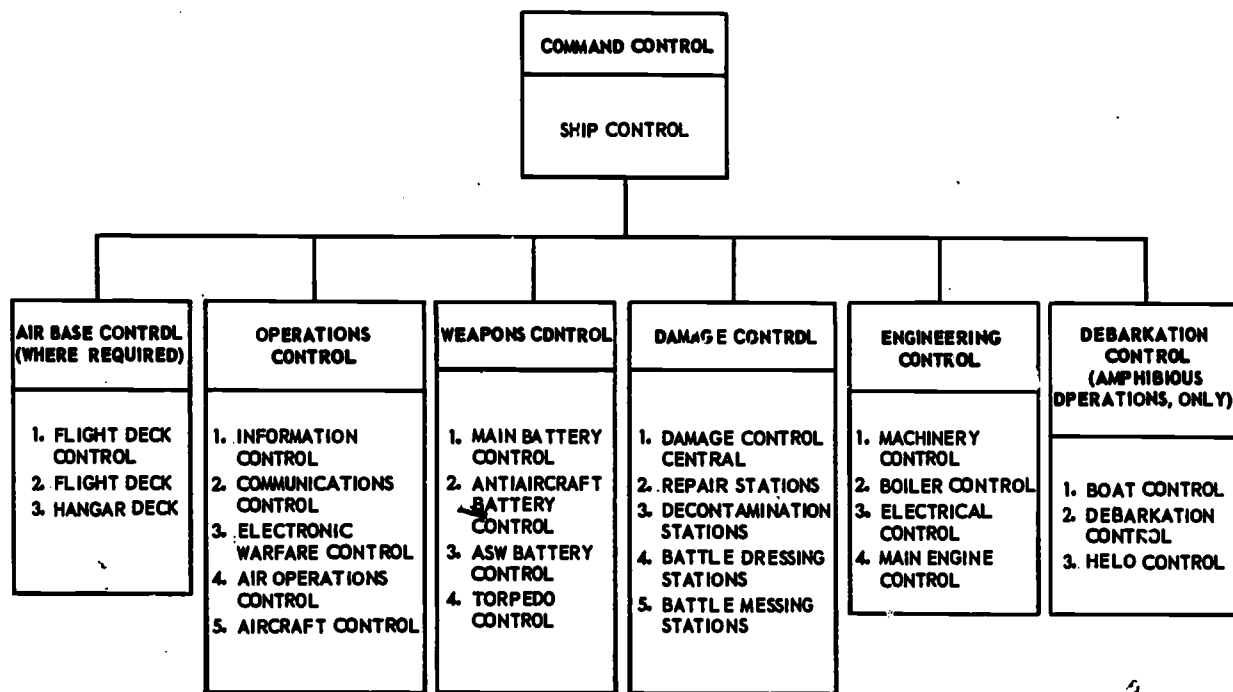 COMMAND CONTROL
SHIP CONTROL
AIR BASE CONTROL
(WHERE REQUIRED)
1. FLIGHT DECK
CONTROL
2. FLIGHT DECK
3. HANGAR DECK
OPERATIONS
CONTROL
1. INFORMATION
CONTROL
2. COMMUNICATIONS
CONTROL
3. ELECTRONIC
WARFARE CONTROL
4. AIR OPERATIONS
CONTROL
5. AIRCRAFT CONTROL
WEAPONS CONTROL
1. MAIN BATTERY
CONTROL
2. ANTIAIRCRAFT
BATTERY
CONTROL
3. ASW BATTERY
CONTROL
4. TORPEDO
CONTROL
DAMAGE CONTROL
1. DAMAGE CONTROL
CENTRAL
2. REPAIR STATIONS
3. DECONTAMINATION
STATIONS
4. BATTLE DRESSING
STATIONS
5. BATTLE MESSING
STATIONS
ENGINEERING
CONTROL
1. MACHINERY
CONTROL
2. BOILER CONTROL
3. ELECTRICAL
CONTROL
4. MAIN ENGINE
CONTROL
DEBARKATION
CONTROL
(AMPHIBIOUS
OPERATIONS, ONLY)
1. BOAT CONTROL
2. DEBARKATION
CONTROL
3. HELO CONTROL